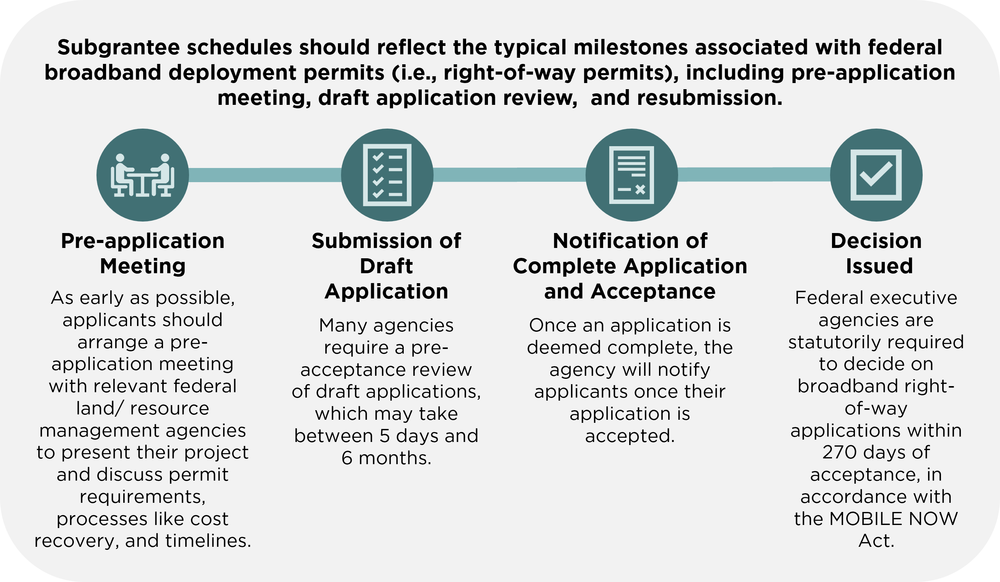 Subgrantee schedules should reflect the typical milestones associated with federal
broadband deployment permits (i.e., right-of-way permits), including pre-application
meeting, draft application review,  and resubmission.
Pre-application
Meeting
As early as possible,
applicants should
arrange a pre-
application meeting
with relevant federal
land/ resource
management agencies
to present their project
and discuss permit
requirements,
processes like cost
recovery, and timelines.
Submission of
Draft
Application
Many agencies
require a pre-
acceptance review
of draft applications,
which may take
between 5 days and
6 months.
Notification of
Complete Application
and Acceptance
Once an application is
deemed complete, the
agency will notify
applicants once their
application is
accepted.
Decision
Issued
Federal executive
agencies are
statutorily required
to decide on
broadband right-
of-way
applications within
270 days of
acceptance, in
accordance with
the MOBILE NOW
Act.